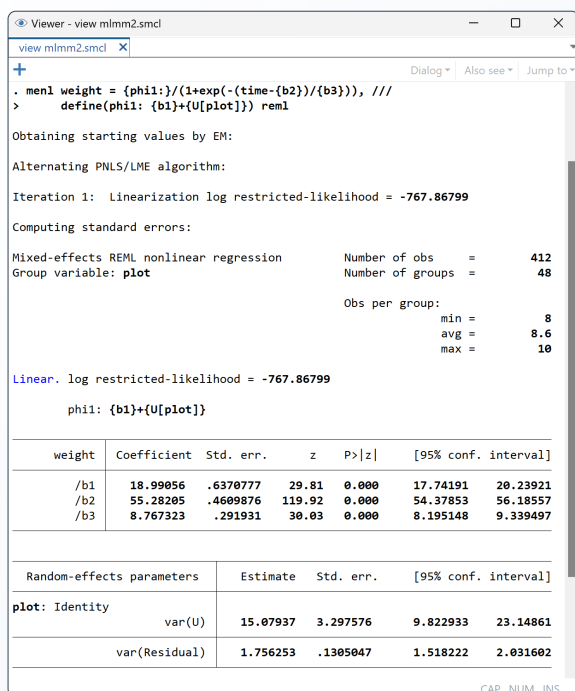 Viewer - view mlmm2.smcl
view mlmm2.smcl
+ Dialog Also see Jump to
. menl weight = {phi1:}/(1+exp(-(time-{b2})/{b3})), ///
> define(phi1: {b1}+{U[plot]}) reml
Obtaining starting values by EM:
Alternating PNLS/LME algorithm:
Iteration 1: Linearization log restricted-likelihood = -767.86799
Computing standard errors:
Mixed-effects REML nonlinear regression Number of obs = 412
Group variable: plot Number of groups = 48
Obs per group:
min = 8
avg = 8.6
max = 10
Linear. log restricted-likelihood = -767.86799
phi1: {b1}+{U[plot]}
weight Coefficient Std. err. z P>|z| [95% conf. interval]
/b1 18.99056 .6370777 29.81 0.000 17.74191 20.23921
/b2 55.28205 .4609876 119.92 0.000 54.37853 56.18557
/b3 8.767323 .291931 30.03 0.000 8.195148 9.339497
Random-effects parameters Estimate Std. err. [95% conf. interval]
plot: Identity
var(U) 15.07937 3.297576 9.822933 23.14861
var(Residual) 1.756253 .1305047 1.518222 2.031602
CAP NUM INS